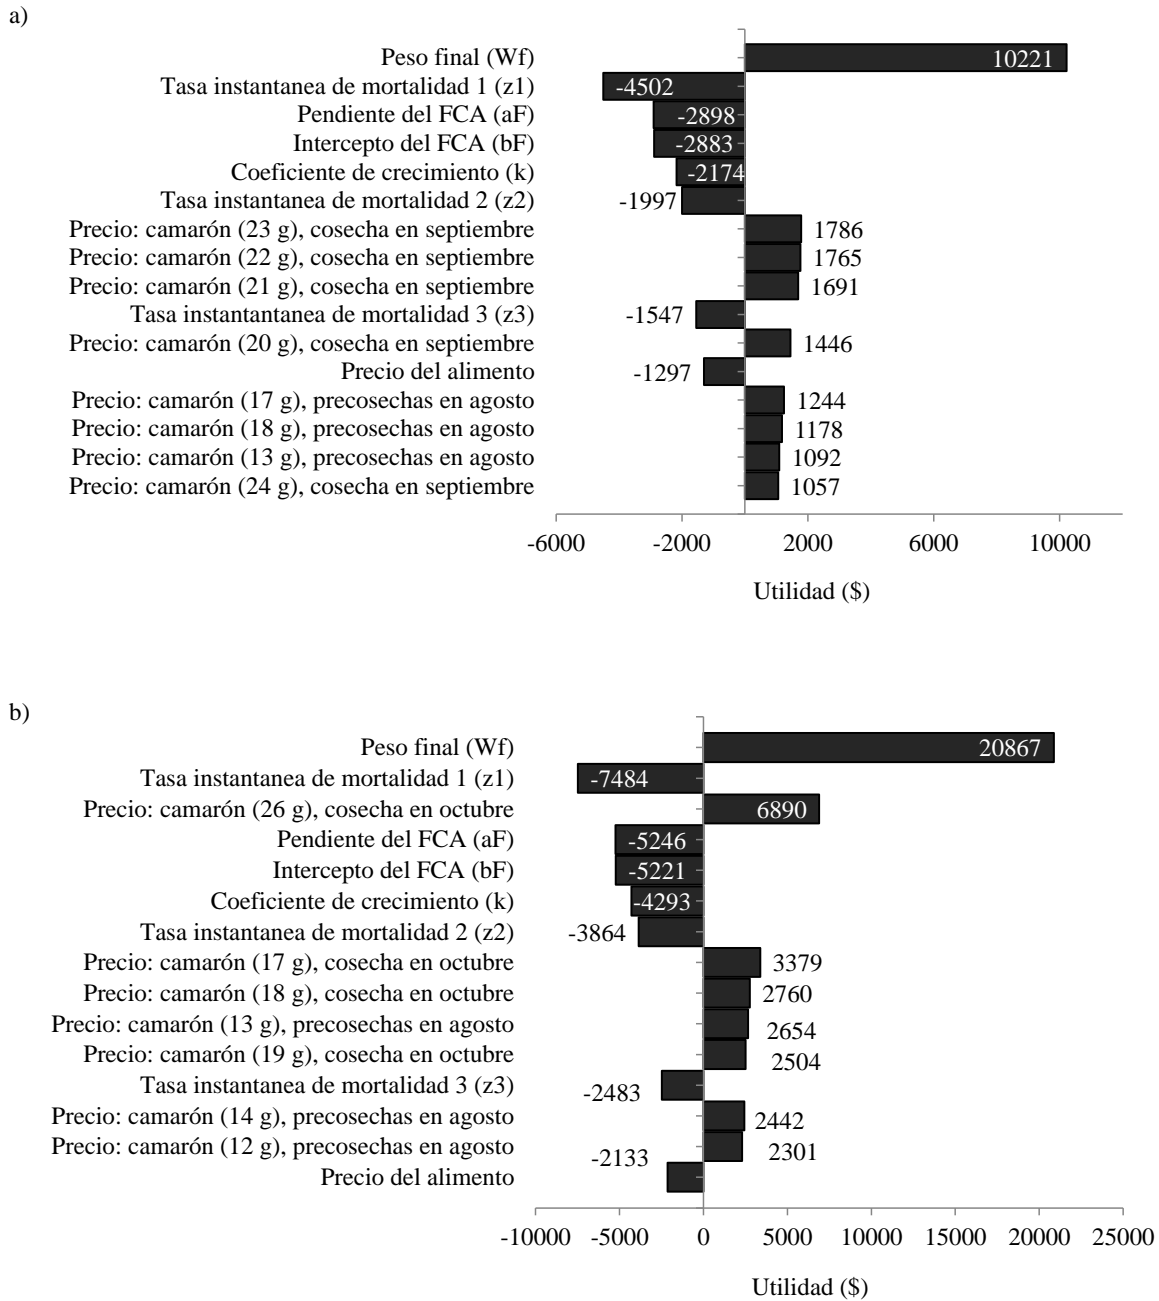 a)
Peso final (Wf) 10221
Tasa instantanea de mortalidad 1 (z1) -4502
Pendiente del FCA (aF) -2898
Intercepto del FCA (bF) -2883
Coeficiente de crecimiento (k) -2174
Tasa instantanea de mortalidad 2 (z2) -1997
Precio: camarón (23 g), cosecha en septiembre 1786
Precio: camarón (22 g), cosecha en septiembre 1765
Precio: camarón (21 g), cosecha en septiembre 1691
Tasa instantantanea de mortalidad 3 (z3) -1547
Precio: camarón (20 g), cosecha en septiembre 1446
Precio del alimento -1297
Precio: camarón (17 g), precosechas en agosto 1244
Precio: camarón (18 g), precosechas en agosto 1178
Precio: camarón (13 g), precosechas en agosto 1092
Precio: camarón (24 g), cosecha en septiembre 1057
-6000 -2000 2000 6000 10000
Utilidad ($)
b)
Peso final (Wf) 20867
Tasa instantanea de mortalidad 1 (z1) -7484
Precio: camarón (26 g), cosecha en octubre 6890
Pendiente del FCA (aF) -5246
Intercepto del FCA (bF) -5221
Coeficiente de crecimiento (k) -4293
Tasa instantanea de mortalidad 2 (z2) -3864
Precio: camarón (17 g), cosecha en octubre 3379
Precio: camarón (18 g), cosecha en octubre 2760
Precio: camarón (13 g), precosechas en agosto 2654
Precio: camarón (19 g), cosecha en octubre 2504
Tasa instantanea de mortalidad 3 (z3) -2483
Precio: camarón (14 g), precosechas en agosto 2442
Precio: camarón (12 g), precosechas en agosto 2301
Precio del alimento -2133
-10000 -5000 0 5000 10000 15000 20000 25000
Utilidad ($)